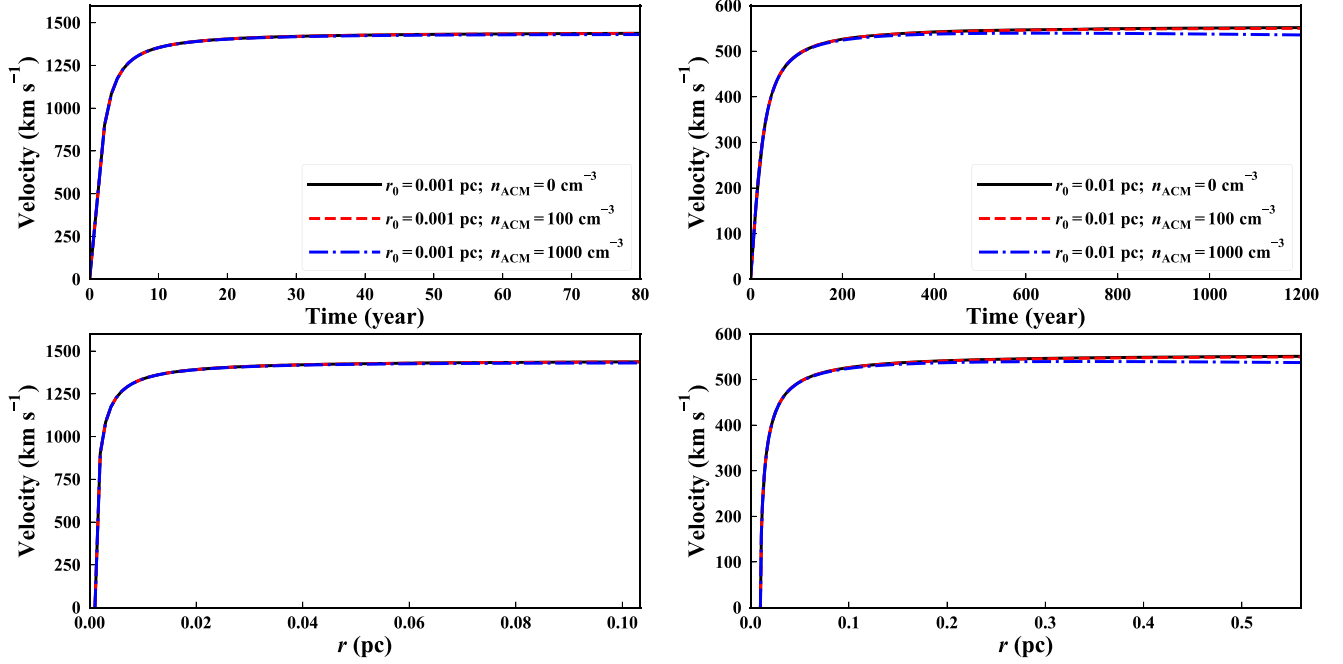 Velocity (km s⁻¹)
1500
1250
1000
750
500
250
0
r₀ = 0.001 pc; n_ACM = 0 cm⁻³
r₀ = 0.001 pc; n_ACM = 100 cm⁻³
r₀ = 0.001 pc; n_ACM = 1000 cm⁻³
0 10 20 30 40 50 60 70 80
Time (year)
Velocity (km s⁻¹)
600
500
400
300
200
100
0
r₀ = 0.01 pc; n_ACM = 0 cm⁻³
r₀ = 0.01 pc; n_ACM = 100 cm⁻³
r₀ = 0.01 pc; n_ACM = 1000 cm⁻³
0 200 400 600 800 1000 1200
Time (year)
Velocity (km s⁻¹)
1500
1250
1000
750
500
250
0
0.00 0.02 0.04 0.06 0.08 0.10
r (pc)
Velocity (km s⁻¹)
600
500
400
300
200
100
0
0.0 0.1 0.2 0.3 0.4 0.5
r (pc)